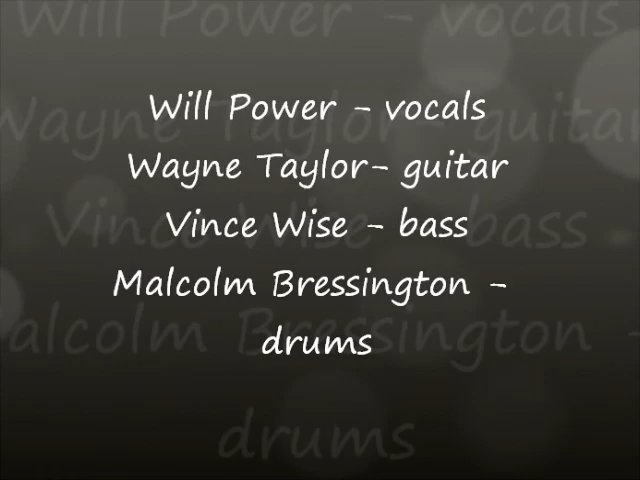 Will Power - vocals
Wayne Taylor- guitar
Vince Wise - bass
Malcolm Bressington -
drums